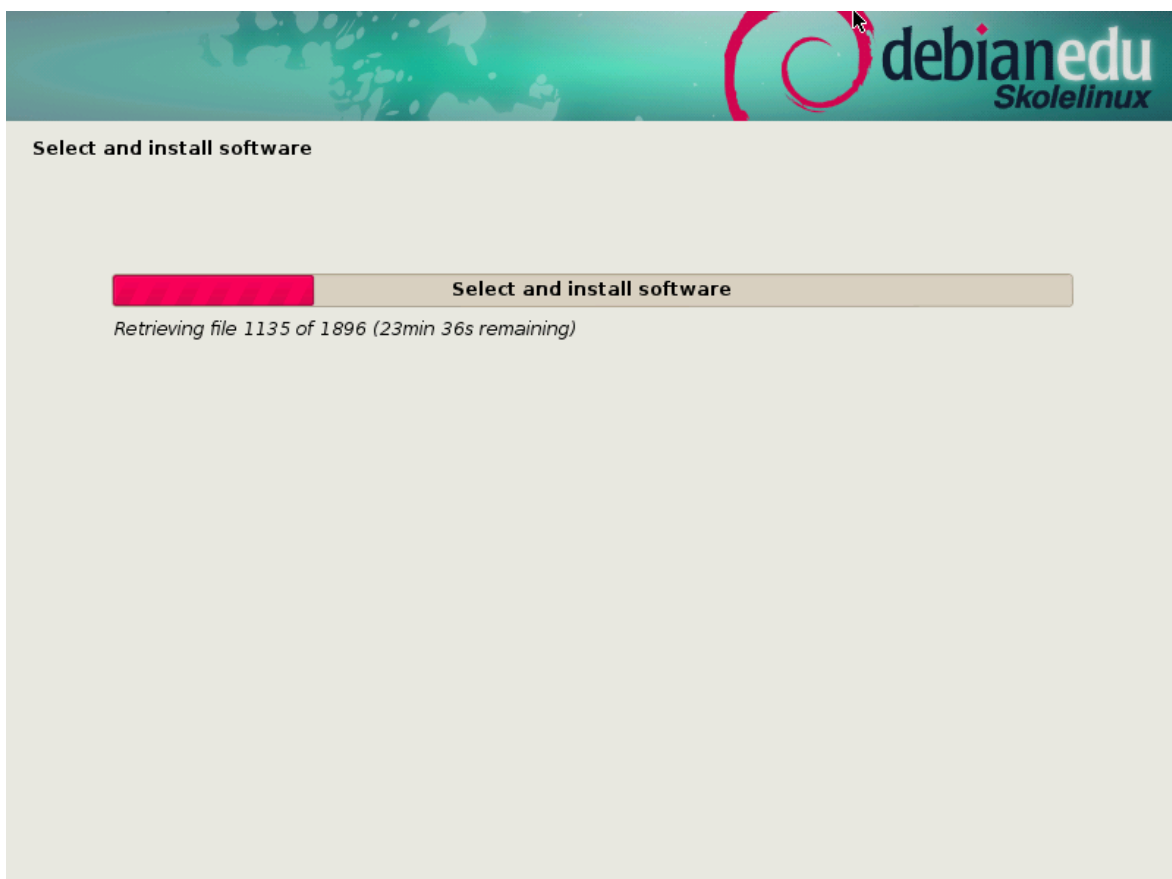 debianedu
Skolelinux
Select and install software
Select and install software
Retrieving file 1135 of 1896 (23min 36s remaining)